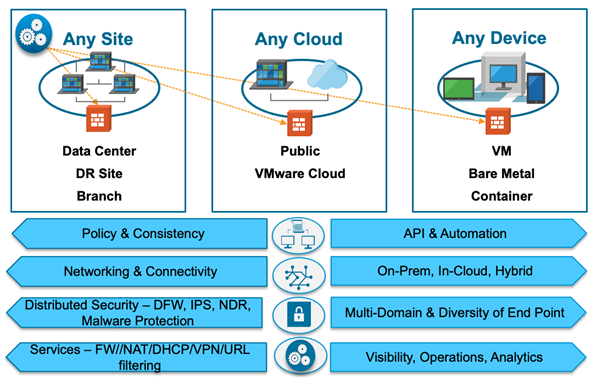 Any Site
Any Cloud
Any Device
Data Center
DR Site
Branch
Public
VMware Cloud
VM
Bare Metal
Container
Policy & Consistency
API & Automation
Networking & Connectivity
On-Prem, In-Cloud, Hybrid
Distributed Security – DFW, IPS, NDR,
Malware Protection
Multi-Domain & Diversity of End Point
Services – FW//NAT/DHCP/VPN/URL
filtering
Visibility, Operations, Analytics